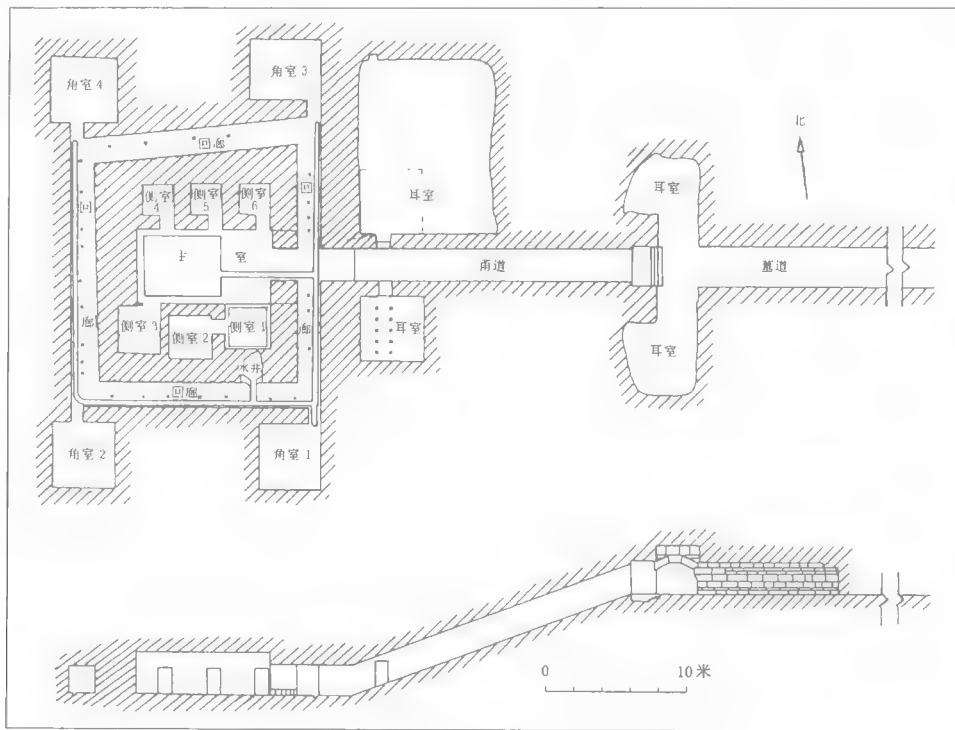 角室 4
角室 3
北
回廊
耳室
耳室
侧室 4
侧室 5
侧室 6
回
回
主 室
甬道
墓道
廊
侧室 3
侧室 2
侧室 1
廊
耳室
耳室
水井
回廊
角室 2
角室 1
0 10 米